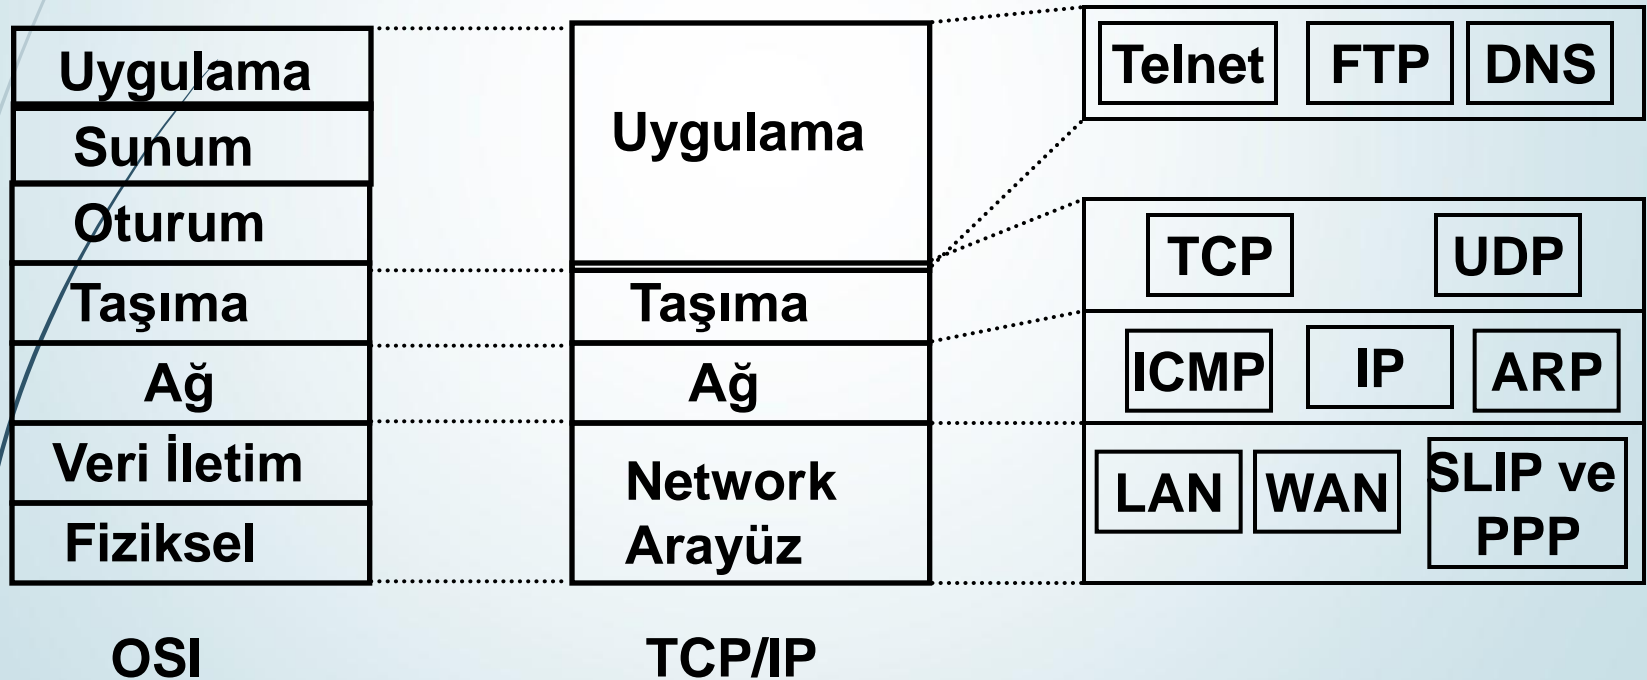 Uygulama
Sunum
Oturum
Taşıma
Ağ
Veri İletim
Fiziksel
OSI
Uygulama
Taşıma
Ağ
Network
Arayüz
TCP/IP
Telnet FTP DNS
TCP UDP
ICMP IP ARP
LAN WAN SLIP ve
PPP